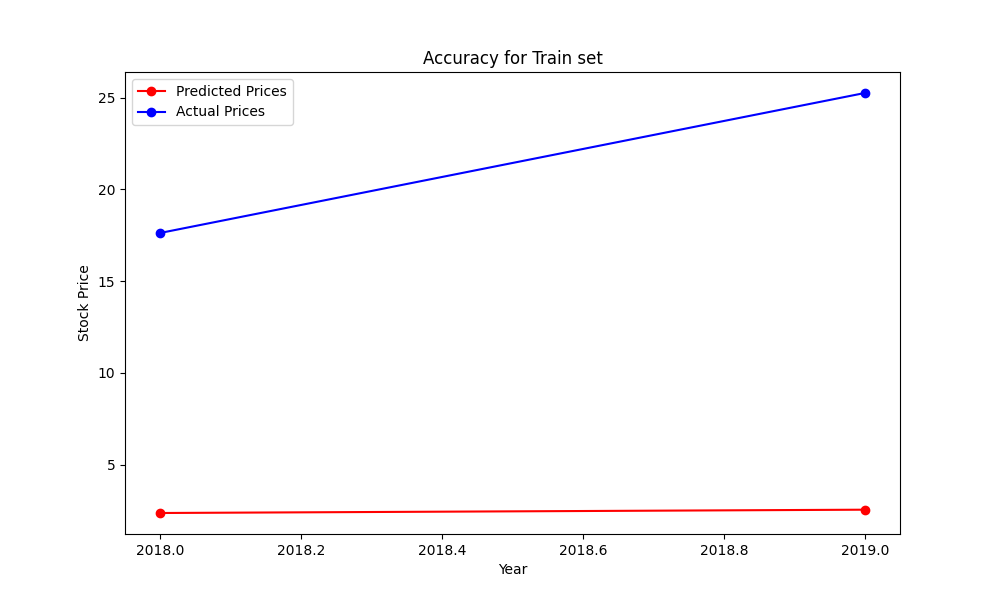 Accuracy for Train set
Predicted Prices
Actual Prices
25
20
15
10
5
Stock Price
2018.0 2018.2 2018.4 2018.6 2018.8 2019.0
Year